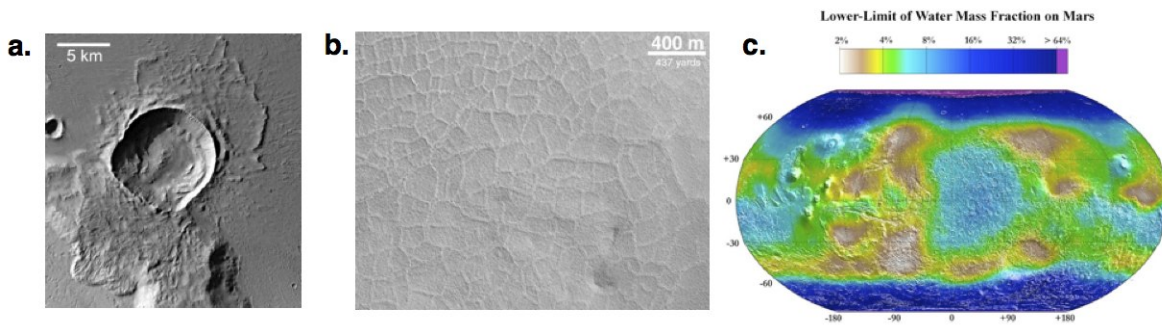 a.
5 km
b.
400 m
437 yards
c.
Lower-Limit of Water Mass Fraction on Mars
2% 4% 8% 16% 32% > 64%
+60
+30
0
-30
-60
-180 -90 0 +90 +180